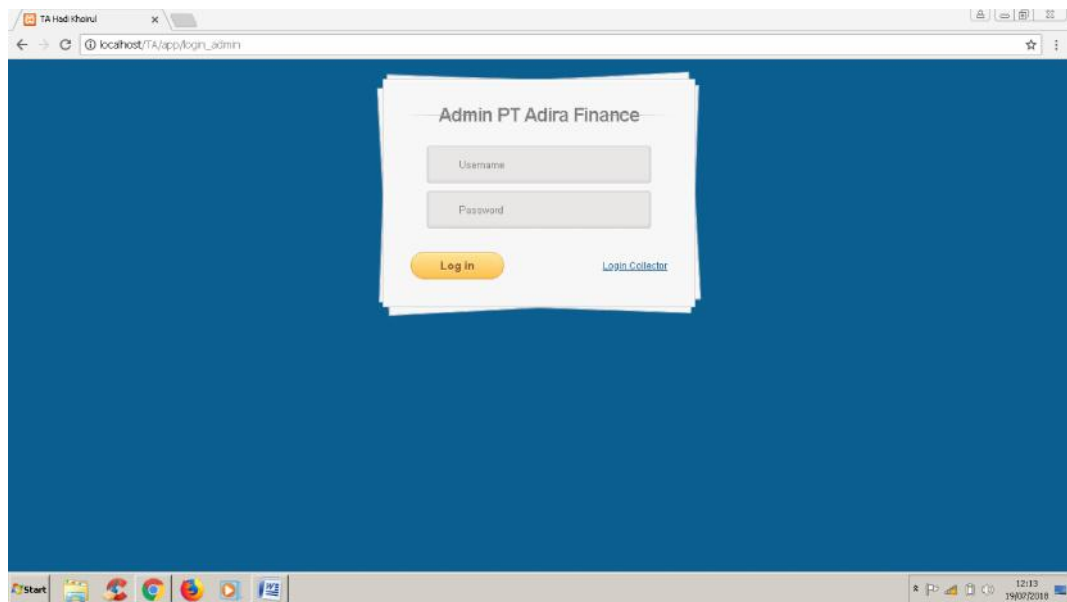 TA Hadi Khoirul
localhost/TA/app/login_admin
Admin PT Adira Finance
Username
Password
Log in
Login Collector
Start
12:13
19/07/2018